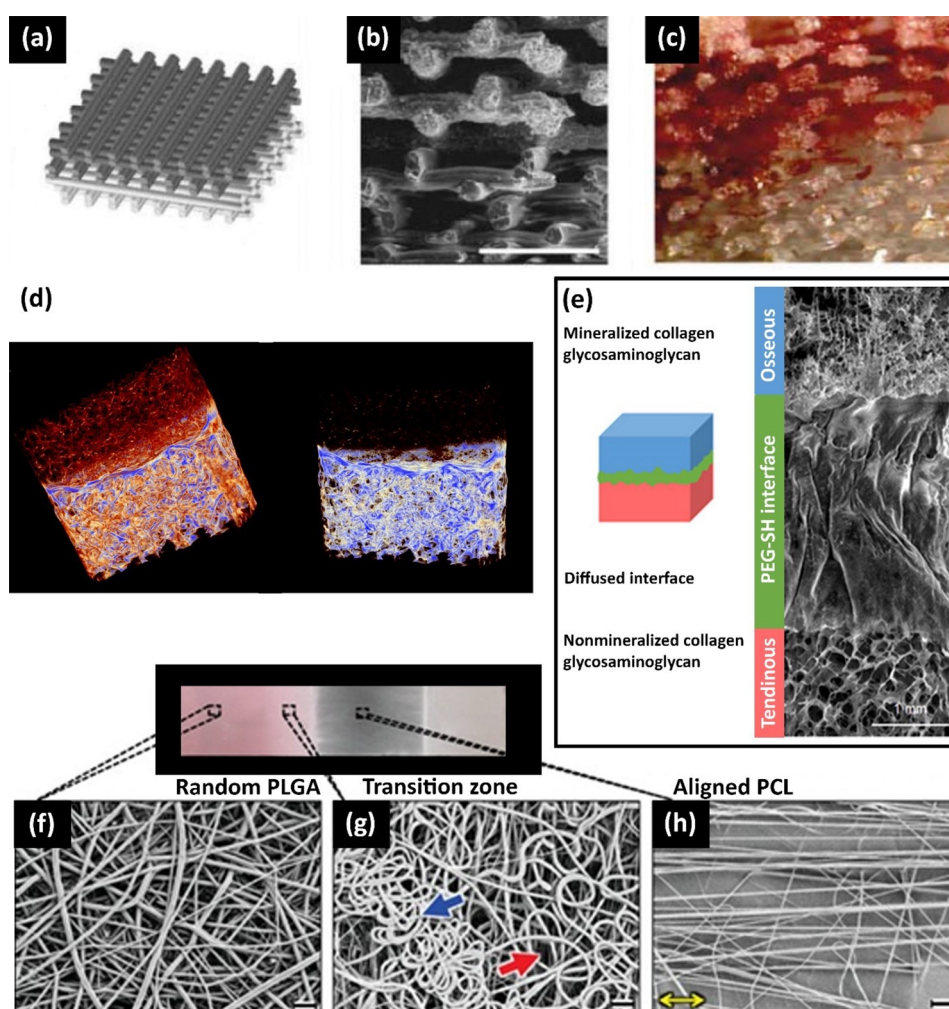 (a)
(b)
(c)
(d)
(e)
Mineralized collagen
glycosaminoglycan
Diffused interface
Nonmineralized collagen
glycosaminoglycan
Osseous
PEG-SH interface
Tendinous
1 mm
Random PLGA
Transition zone
Aligned PCL
(f)
(g)
(h)